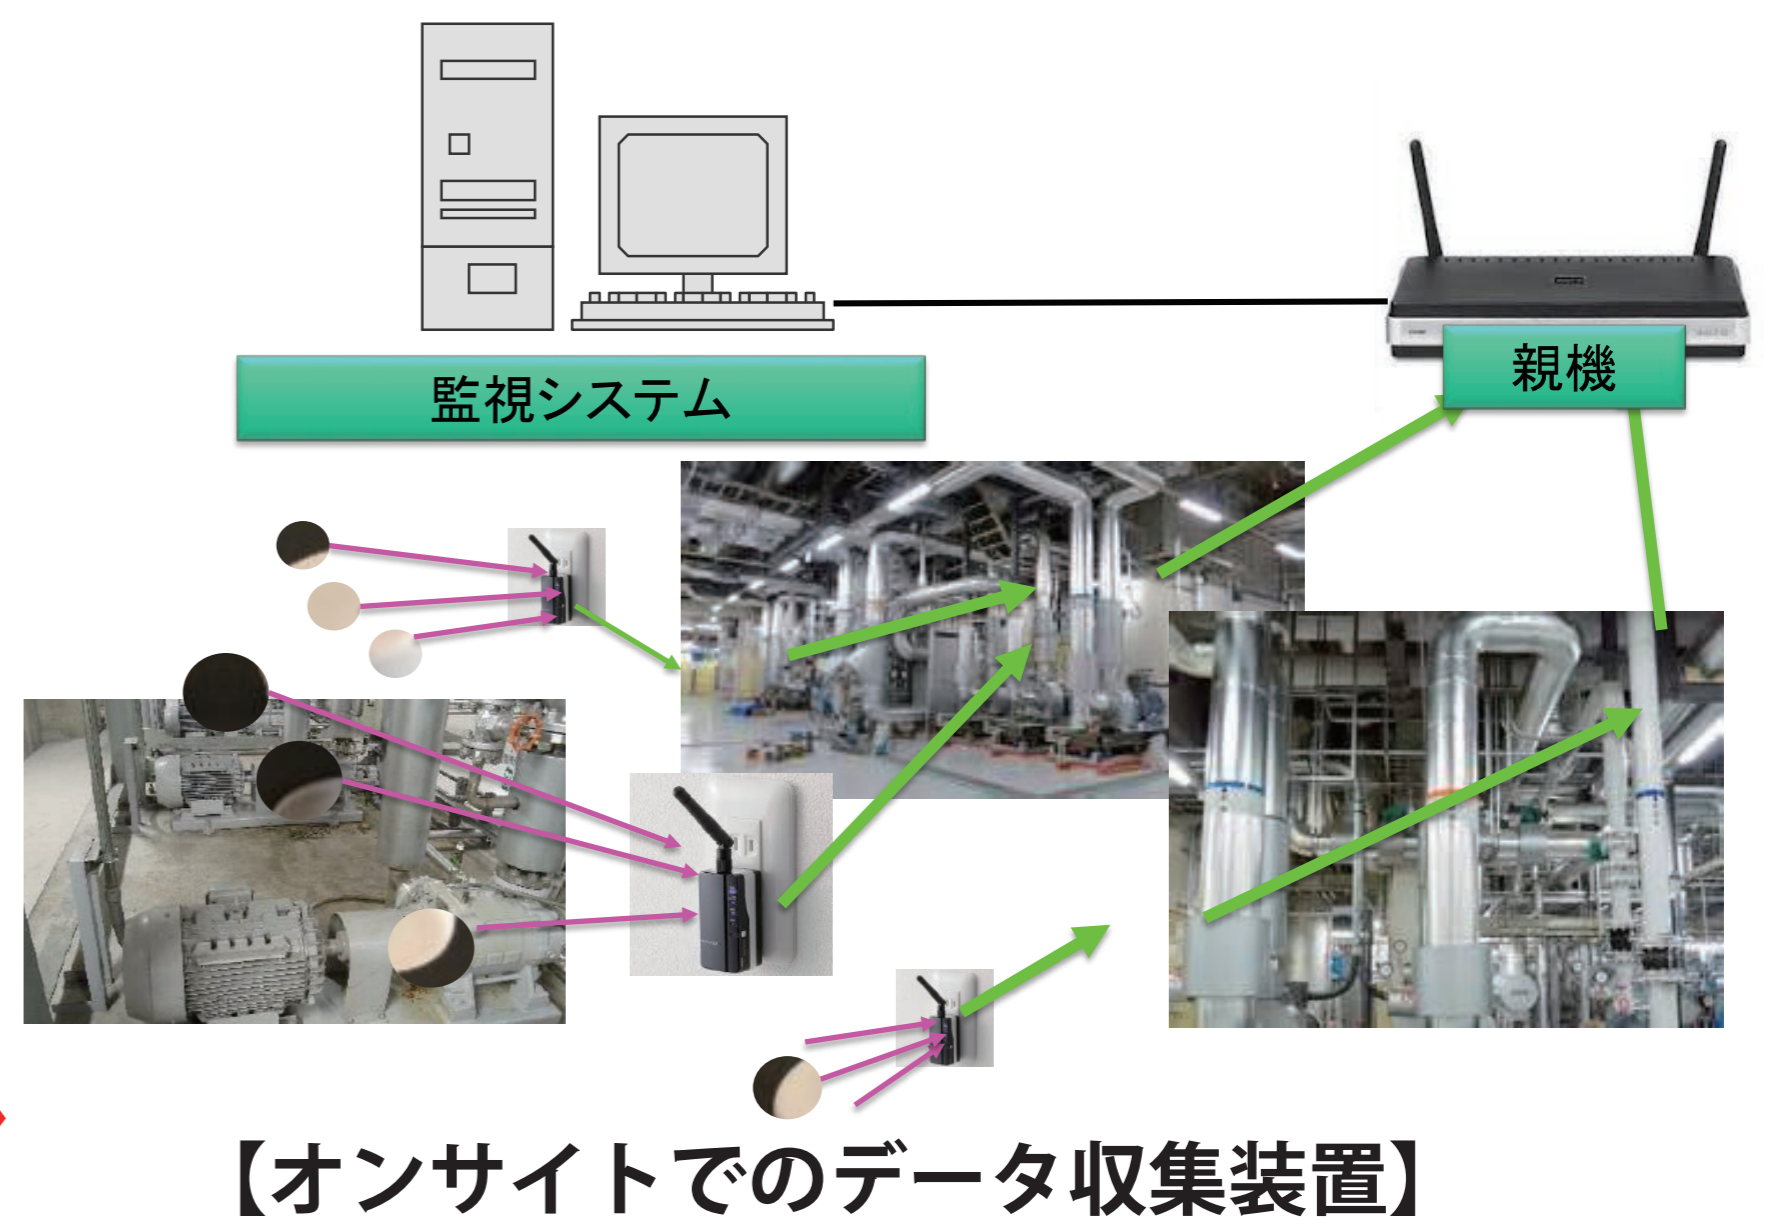 監視システム
親機
【オンサイトでのデータ収集装置】